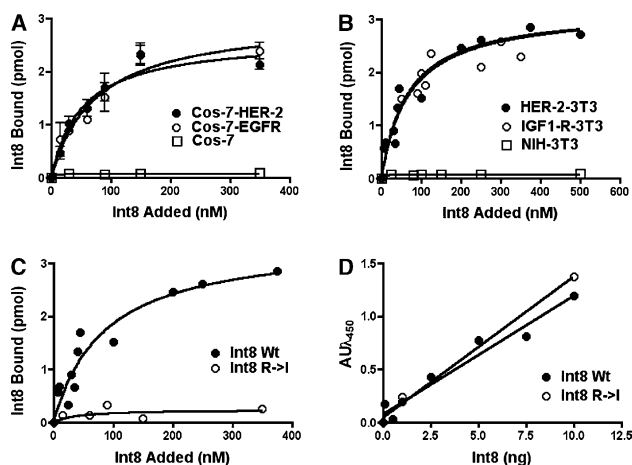 A
Int8 Bound (pmol)
3
2
1
0
0 100 200 300 400
Int8 Added (nM)
Cos-7-HER-2
Cos-7-EGFR
Cos-7
B
Int8 Bound (pmol)
3
2
1
0
0 100 200 300 400 500
Int8 Added (nM)
HER-2-3T3
IGF1-R-3T3
NIH-3T3
C
Int8 Bound (pmol)
3
2
1
0
0 100 200 300 400
Int8 Added (nM)
Int8 Wt
Int8 R->I
D
AUλ450
1.5
1.0
0.5
0.0
0.0 2.5 5.0 7.5 10.0 12.5
Int8 (ng)
Int8 Wt
Int8 R->I